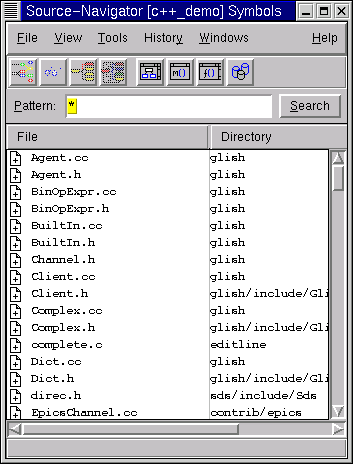 Source-Navigator [c++_demo] Symbols
File View Tools History Windows Help
M() f()
Pattern: * Search
File Directory
Agent.cc glish
Agent.h glish
BinOpExpr.cc glish
BinOpExpr.h glish
BuiltIn.cc glish
BuiltIn.h glish
Channel.h glish
Client.cc glish
Client.h glish/include/Gli
Complex.cc glish
Complex.h glish/include/Gli
complete.c editline
Dict.cc glish
Dict.h glish/include/Gli
direc.h sds/include/Sds
EpicsChannel.cc contrib/epics